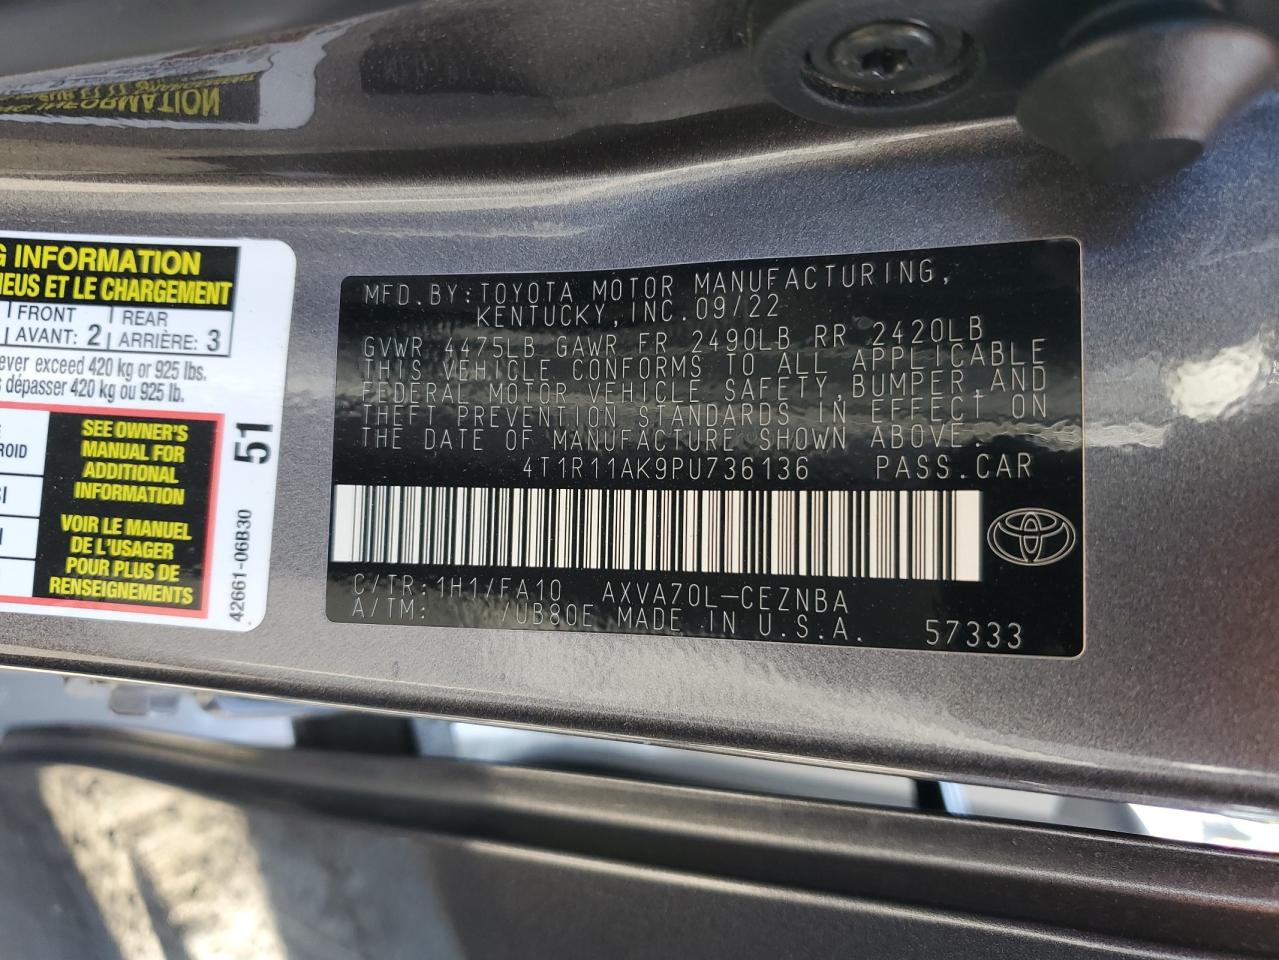 NOITAMROFNI
G INFORMATION
NEUS ET LE CHARGEMENT
FRONT REAR
AVANT: 2 ARRIÈRE: 3
ever exceed 420 kg or 925 lbs.
dépasser 420 kg ou 925 lb.
ROID
SEE OWNER'S
MANUAL FOR
ADDITIONAL
INFORMATION
VOIR LE MANUEL
DE L'USAGER
POUR PLUS DE
RENSEIGNEMENTS
51
42661-06B30
MFD.BY:TOYOTA MOTOR MANUFACTURING,
KENTUCKY,INC.09/22
GVWR 4475LB GAWR FR 2490LB RR 2420LB
THIS VEHICLE CONFORMS TO ALL APPLICABLE
FEDERAL MOTOR VEHICLE SAFETY,BUMPER,AND
THEFT PREVENTION STANDARDS IN EFFECT ON
THE DATE OF MANUFACTURE SHOWN ABOVE.
4T1R11AK9PU736136 PASS.CAR
C/TR:1H1/FA10 AXVA70L-CEZNBA
A/TM: /UB80E MADE IN U.S.A. 57333